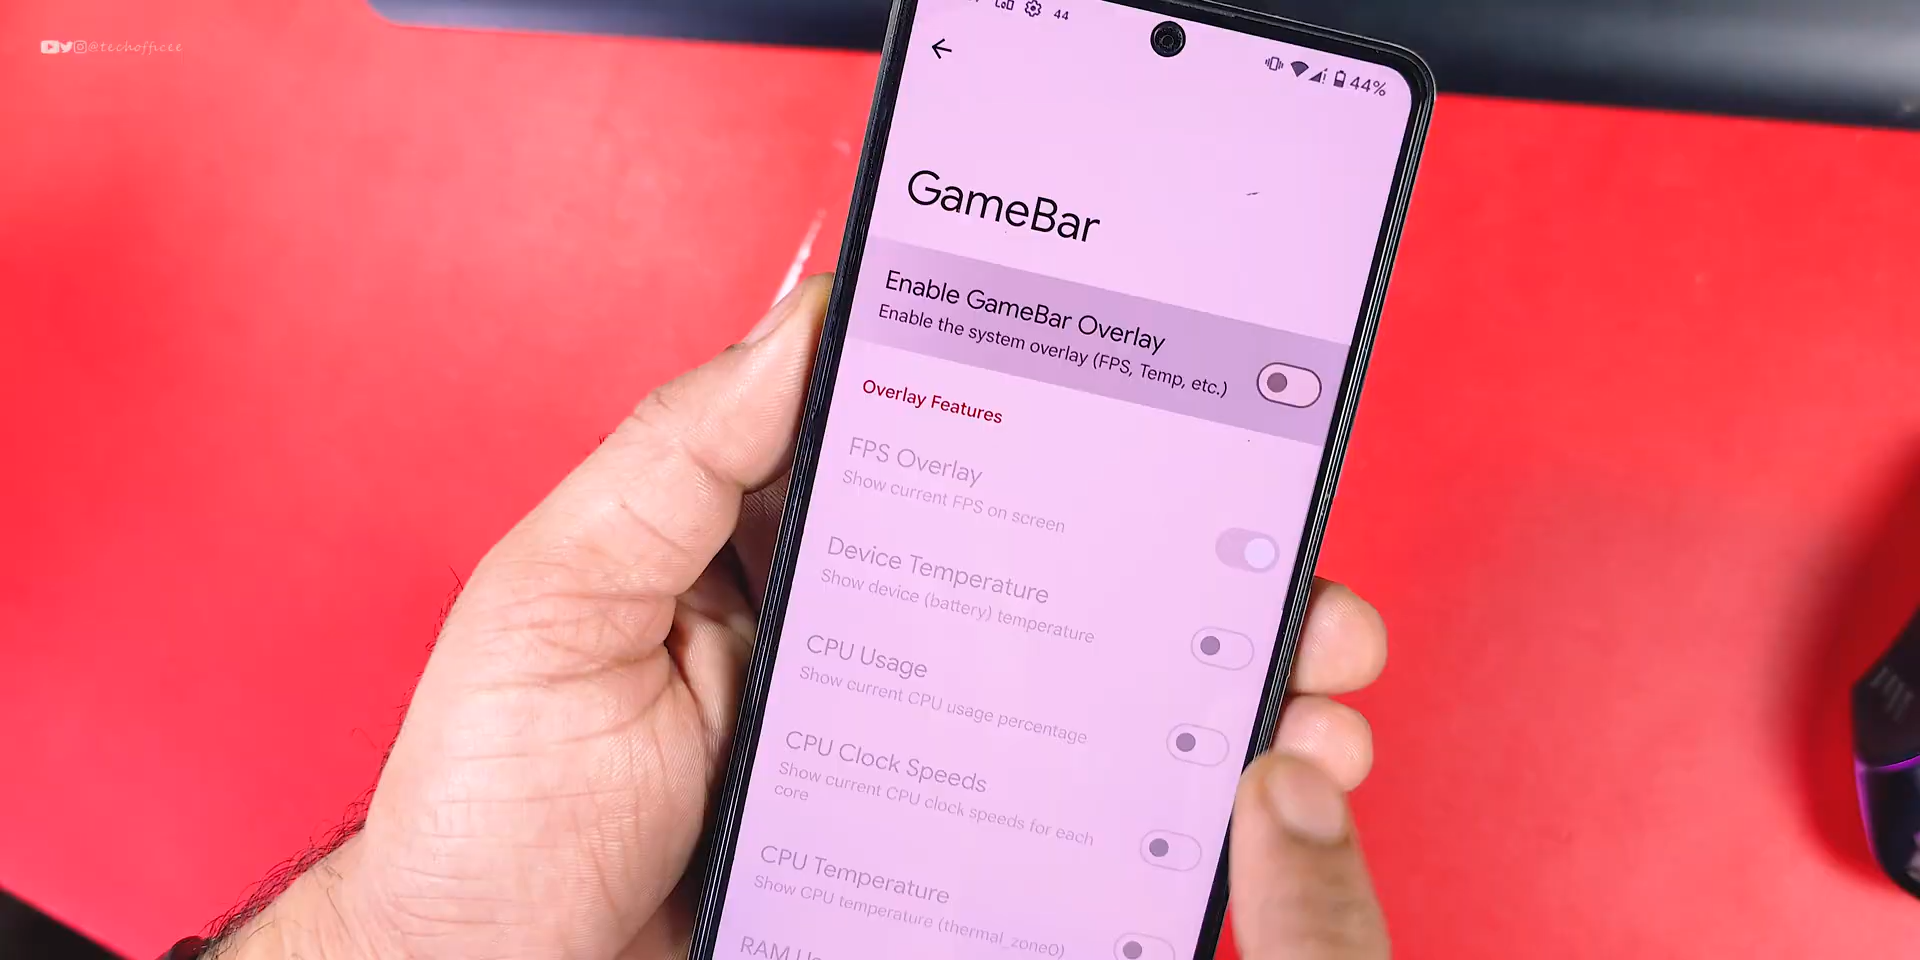 @techofficee
44
44%
GameBar
Enable GameBar Overlay
Enable the system overlay (FPS, Temp, etc.)
Overlay Features
FPS Overlay
Show current FPS on screen
Device Temperature
Show device (battery) temperature
CPU Usage
Show current CPU usage percentage
CPU Clock Speeds
Show current CPU clock speeds for each
core
CPU Temperature
Show CPU temperature (thermal_zone0)
RAM